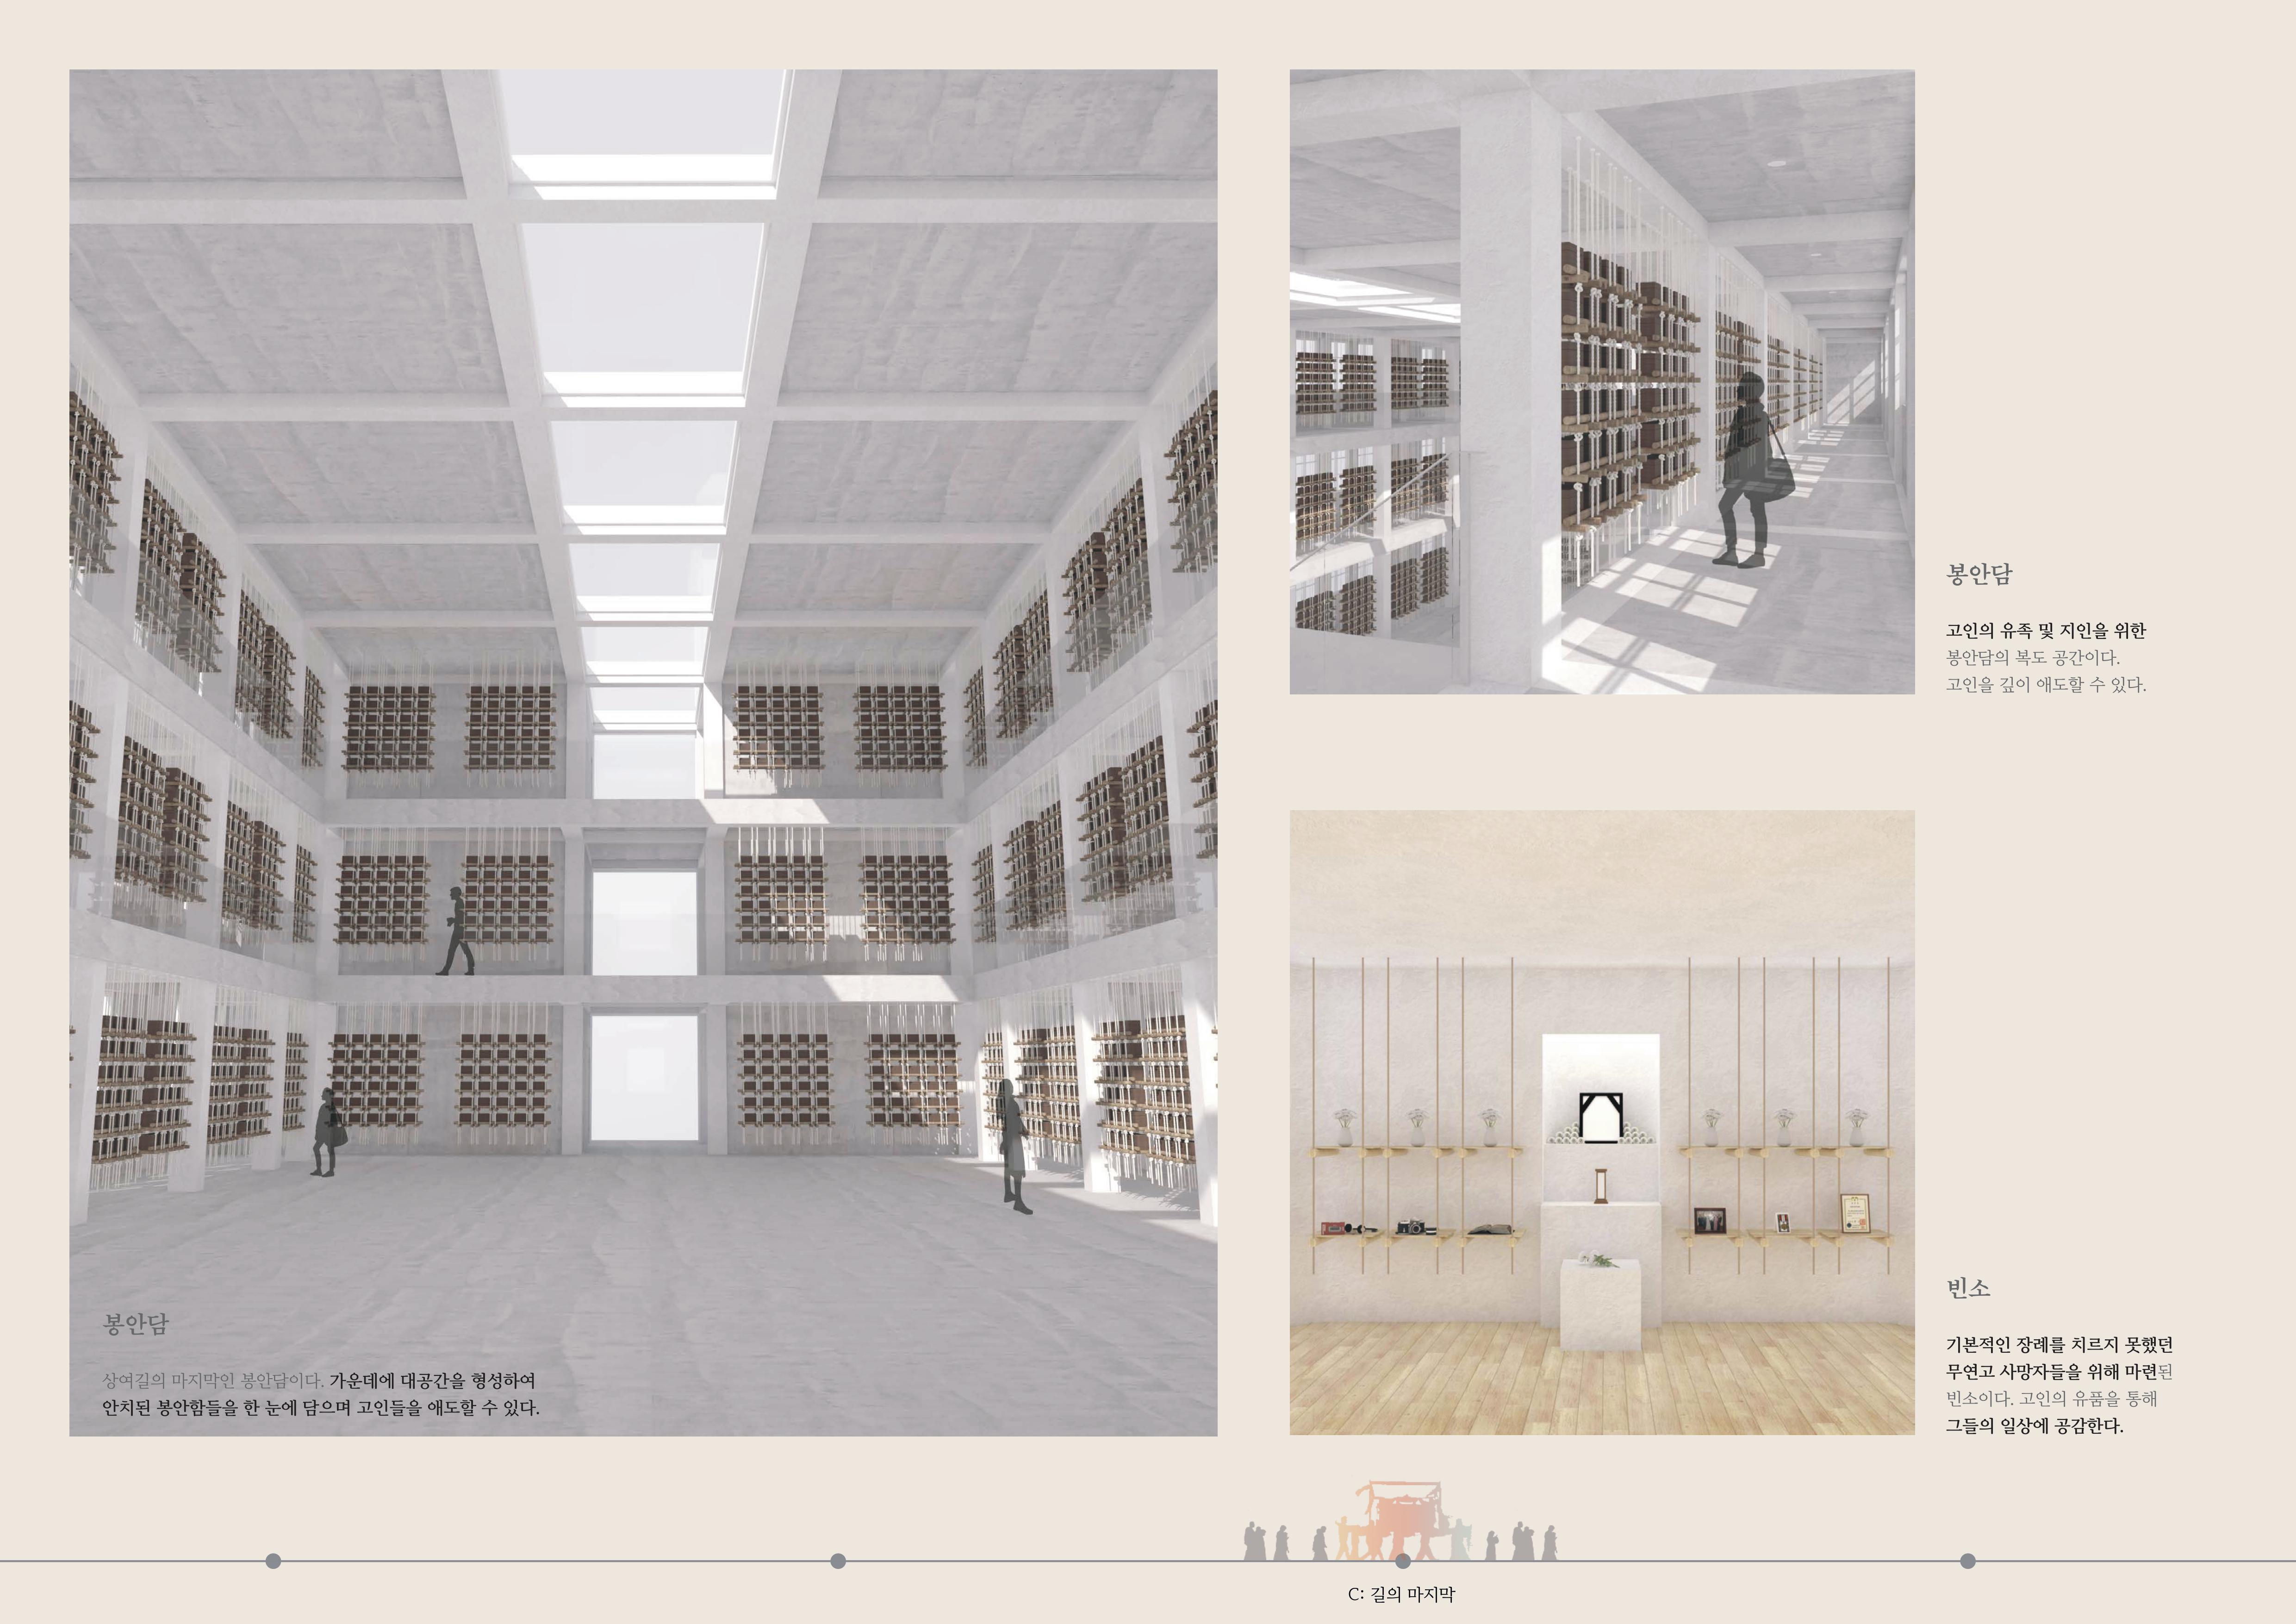 봉안담
상여길의 마지막인 봉안담이다. 가운데에 대공간을 형성하여
안치된 봉안함들을 한 눈에 담으며 고인들을 애도할 수 있다.
봉안담
고인의 유족 및 지인을 위한
봉안담의 복도 공간이다.
고인을 깊이 애도할 수 있다.
빈소
기본적인 장례를 치르지 못했던
무연고 사망자들을 위해 마련된
빈소이다. 고인의 유품을 통해
그들의 일상에 공감한다.
C: 길의 마지막